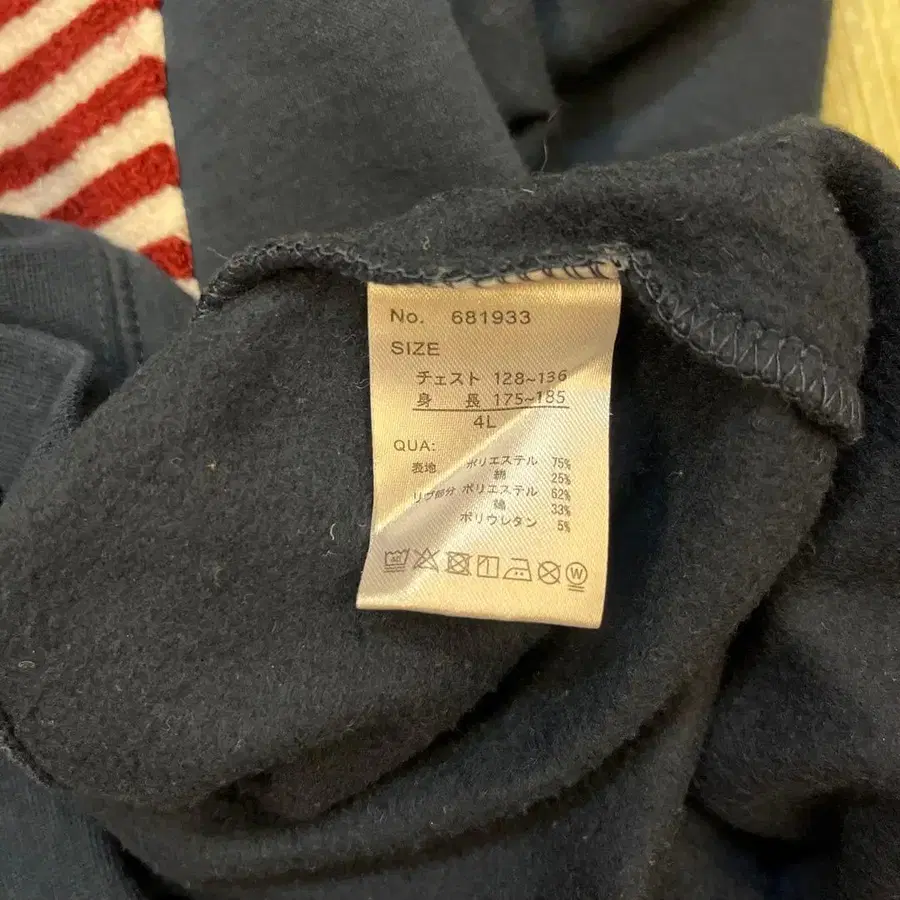 No. 681933
SIZE
チェスト 128~136
身 長 175~185
4L
QUA:
表地 ポリエステル 75%
綿 25%
リブ部分 ポリエステル 62%
綿 33%
ポリウレタン 5%
40
W